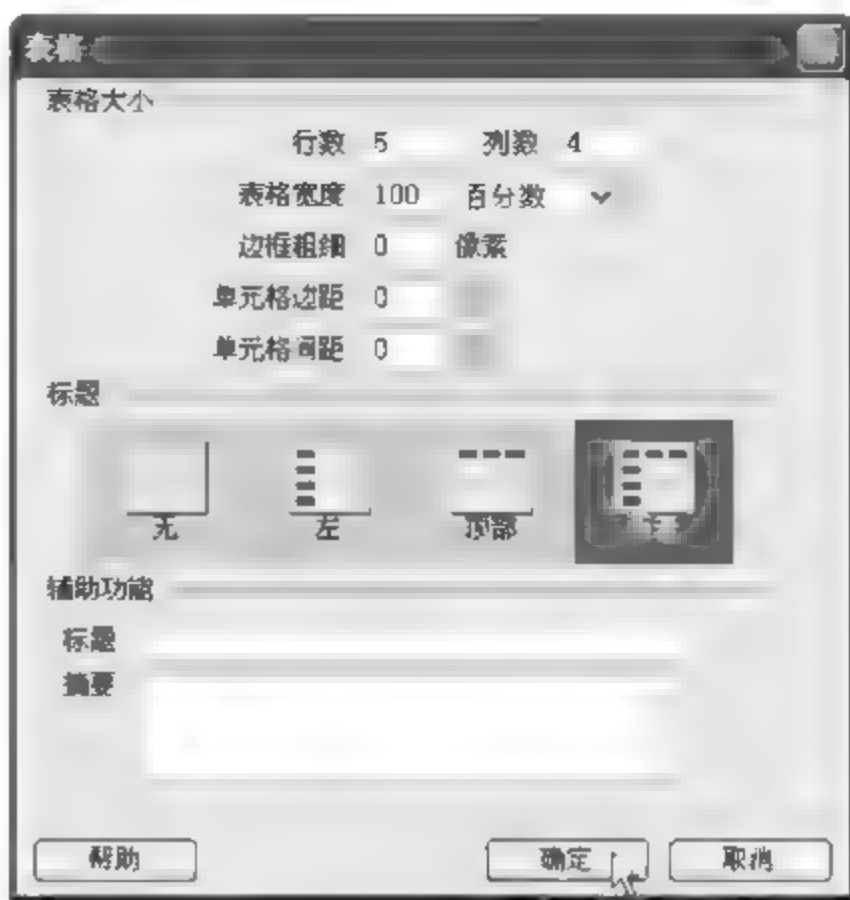 表格
表格大小
行数 5 列数 4
表格宽度 100 百分数
边框粗细 0 像素
单元格边距 0
单元格间距 0
标题
无 左 顶部
辅助功能
标题
摘要
帮助 确定 取消